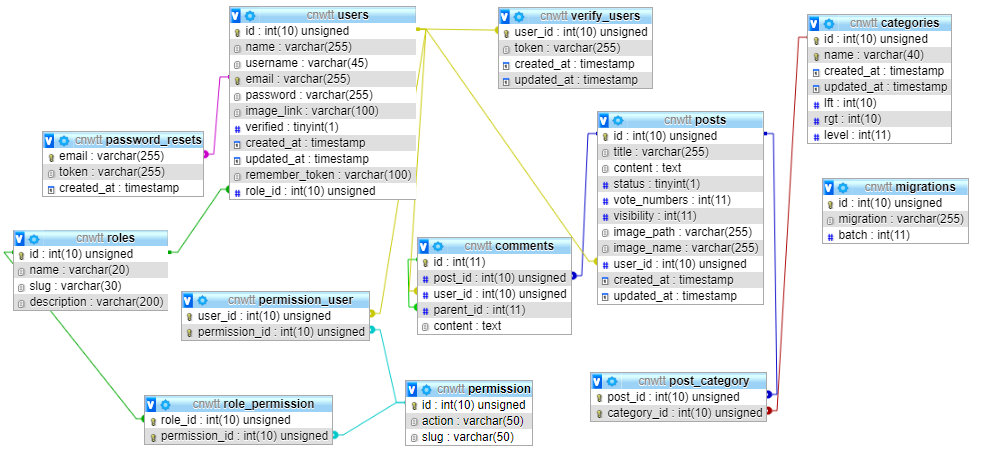 cnwtt users
id : int(10) unsigned
name : varchar(255)
username : varchar(45)
email : varchar(255)
password : varchar(255)
image_link : varchar(100)
verified : tinyint(1)
created_at : timestamp
updated_at : timestamp
remember_token : varchar(100)
role_id : int(10) unsigned
cnwtt verify_users
user_id : int(10) unsigned
token : varchar(255)
created_at : timestamp
updated_at : timestamp
cnwtt categories
id : int(10) unsigned
name : varchar(40)
created_at : timestamp
updated_at : timestamp
lft : int(10)
rgt : int(10)
level : int(11)
cnwtt password_resets
email : varchar(255)
token : varchar(255)
created_at : timestamp
cnwtt posts
id : int(10) unsigned
title : varchar(255)
content : text
status : tinyint(1)
vote_numbers : int(11)
visibility : int(11)
image_path : varchar(255)
image_name : varchar(255)
user_id : int(10) unsigned
created_at : timestamp
updated_at : timestamp
cnwtt migrations
id : int(10) unsigned
migration : varchar(255)
batch : int(11)
cnwtt roles
id : int(10) unsigned
name : varchar(20)
slug : varchar(30)
description : varchar(200)
cnwtt comments
id : int(11)
post_id : int(10) unsigned
user_id : int(10) unsigned
parent_id : int(11)
content : text
cnwtt permission_user
user_id : int(10) unsigned
permission_id : int(10) unsigned
cnwtt role_permission
role_id : int(10) unsigned
permission_id : int(10) unsigned
cnwtt permission
id : int(10) unsigned
action : varchar(50)
slug : varchar(50)
cnwtt post_category
post_id : int(10) unsigned
category_id : int(10) unsigned